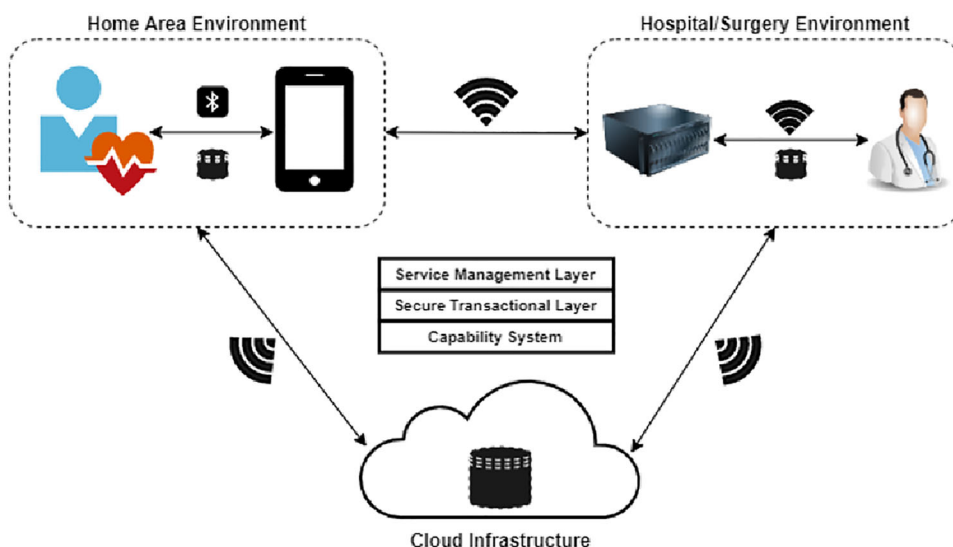 Home Area Environment
Hospital/Surgery Environment
Service Management Layer
Secure Transactional Layer
Capability System
Cloud Infrastructure